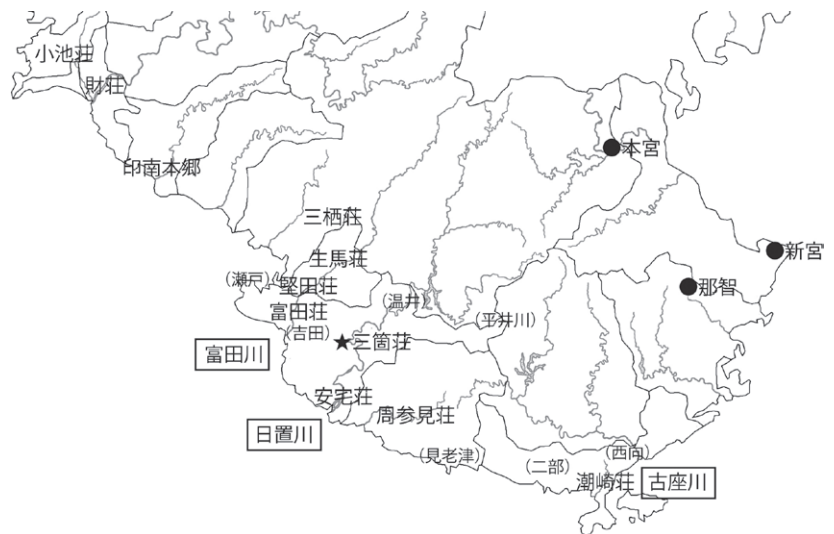 小池荘
財荘
●本宮
印南本郷
三栖荘
●新宮
生馬荘
(瀬戸)
堅田荘
●那智
(温井)
富田荘
(平井川)
(吉田)
★三箇荘
富田川
安宅荘
周参見荘
日置川
(見老津)
(二部)
(西向)
潮崎荘
古座川